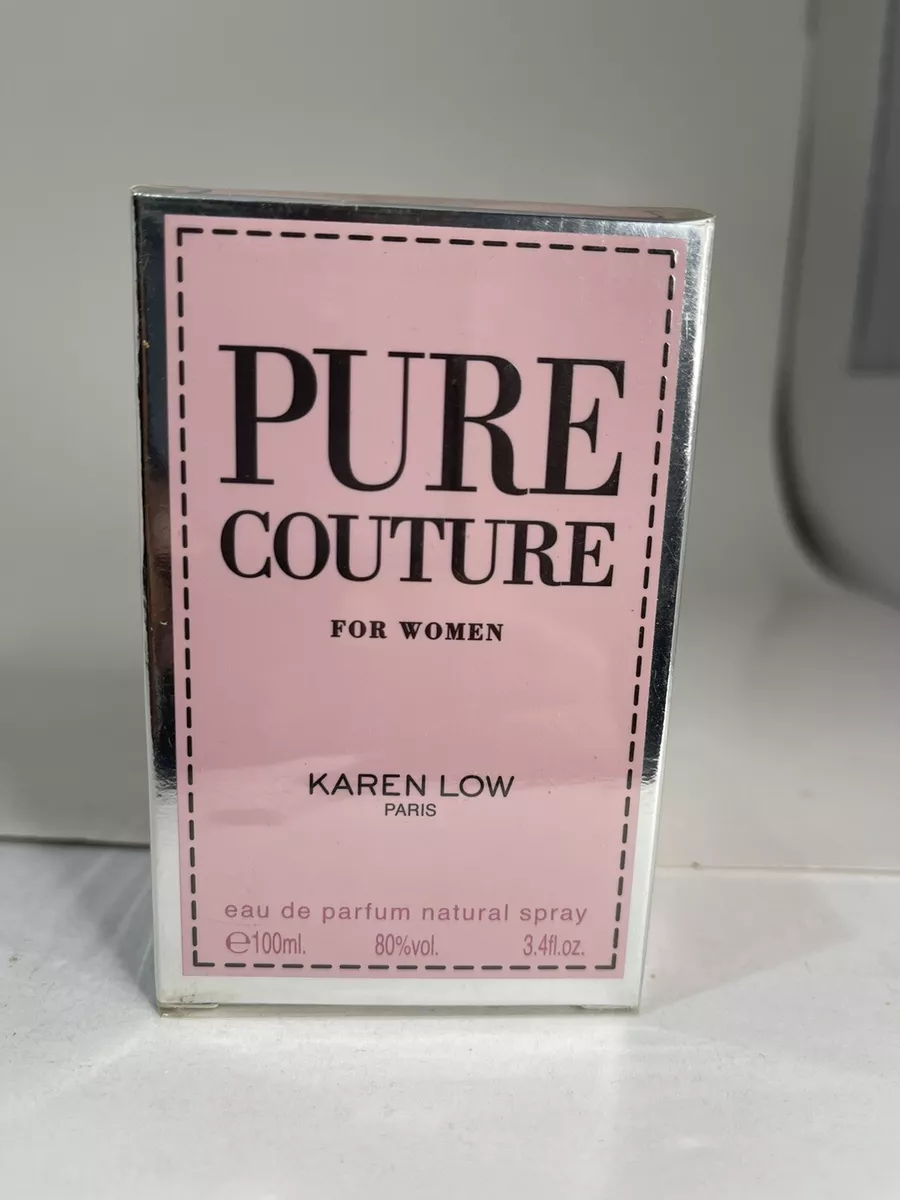 PURE
COUTURE
FOR WOMEN
KAREN LOW
PARIS
eau de parfum natural spray
℮100ml. 80%vol. 3.4fl.oz.